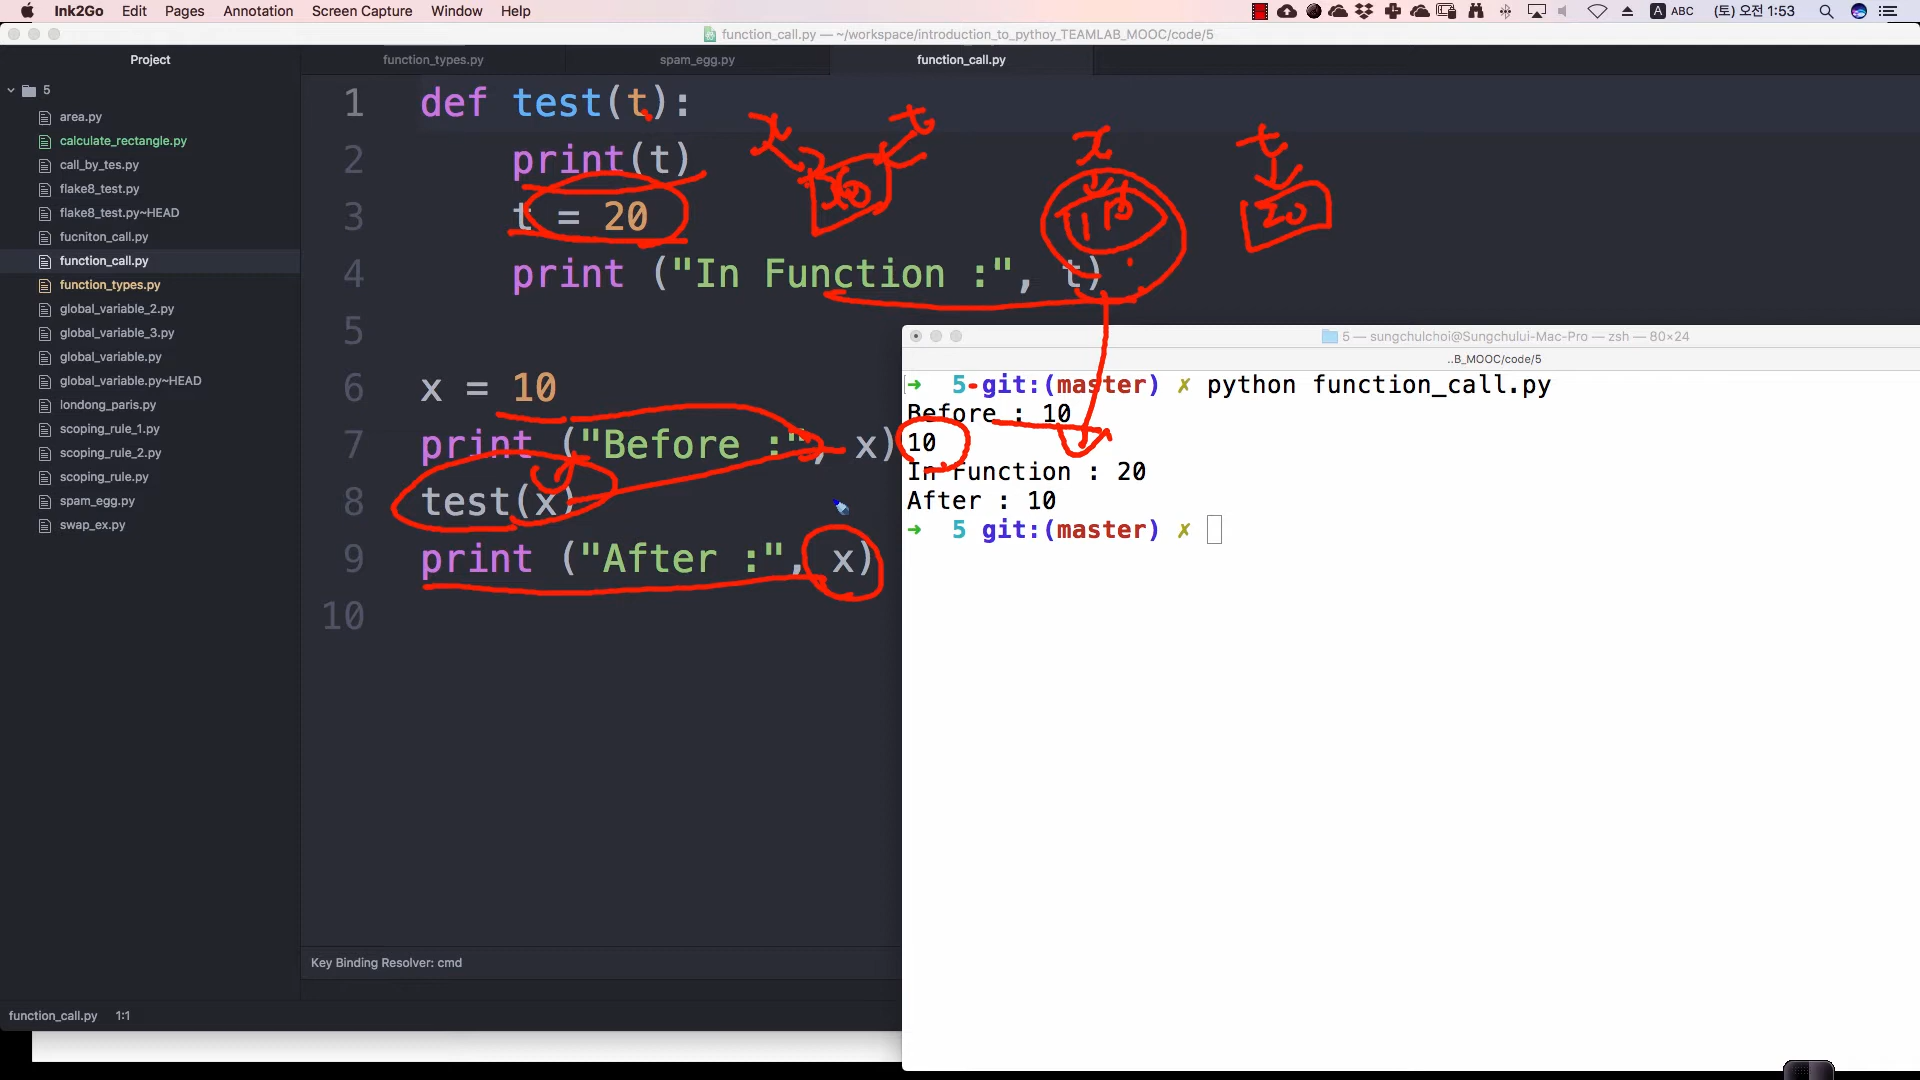 Ink2Go Edit Pages Annotation Screen Capture Window Help A ABC (토) 오전 1:53
function_call.py — ~/workspace/introduction_to_pythoy_TEAMLAB_MOOC/code/5
Project
function_types.py spam_egg.py function_call.py
5
area.py
calculate_rectangle.py
call_by_tes.py
flake8_test.py
flake8_test.py~HEAD
fucniton_call.py
function_call.py
function_types.py
global_variable_2.py
global_variable_3.py
global_variable.py
global_variable.py~HEAD
londong_paris.py
scoping_rule_1.py
scoping_rule_2.py
scoping_rule.py
spam_egg.py
swap_ex.py
1 def test(t):
2 print(t)
3 t = 20
4 print ("In Function :", t)
5
6 x = 10
7 print ("Before :", x)
8 test(x)
9 print ("After :", x)
10
x t
10
x t
20
5 — sungchulchoi@Sungchului-Mac-Pro — zsh — 80×24
..B_MOOC/code/5
➜ 5 git:(master) ✗ python function_call.py
Before : 10
10
In Function : 20
After : 10
➜ 5 git:(master) ✗
Key Binding Resolver: cmd
function_call.py 1:1